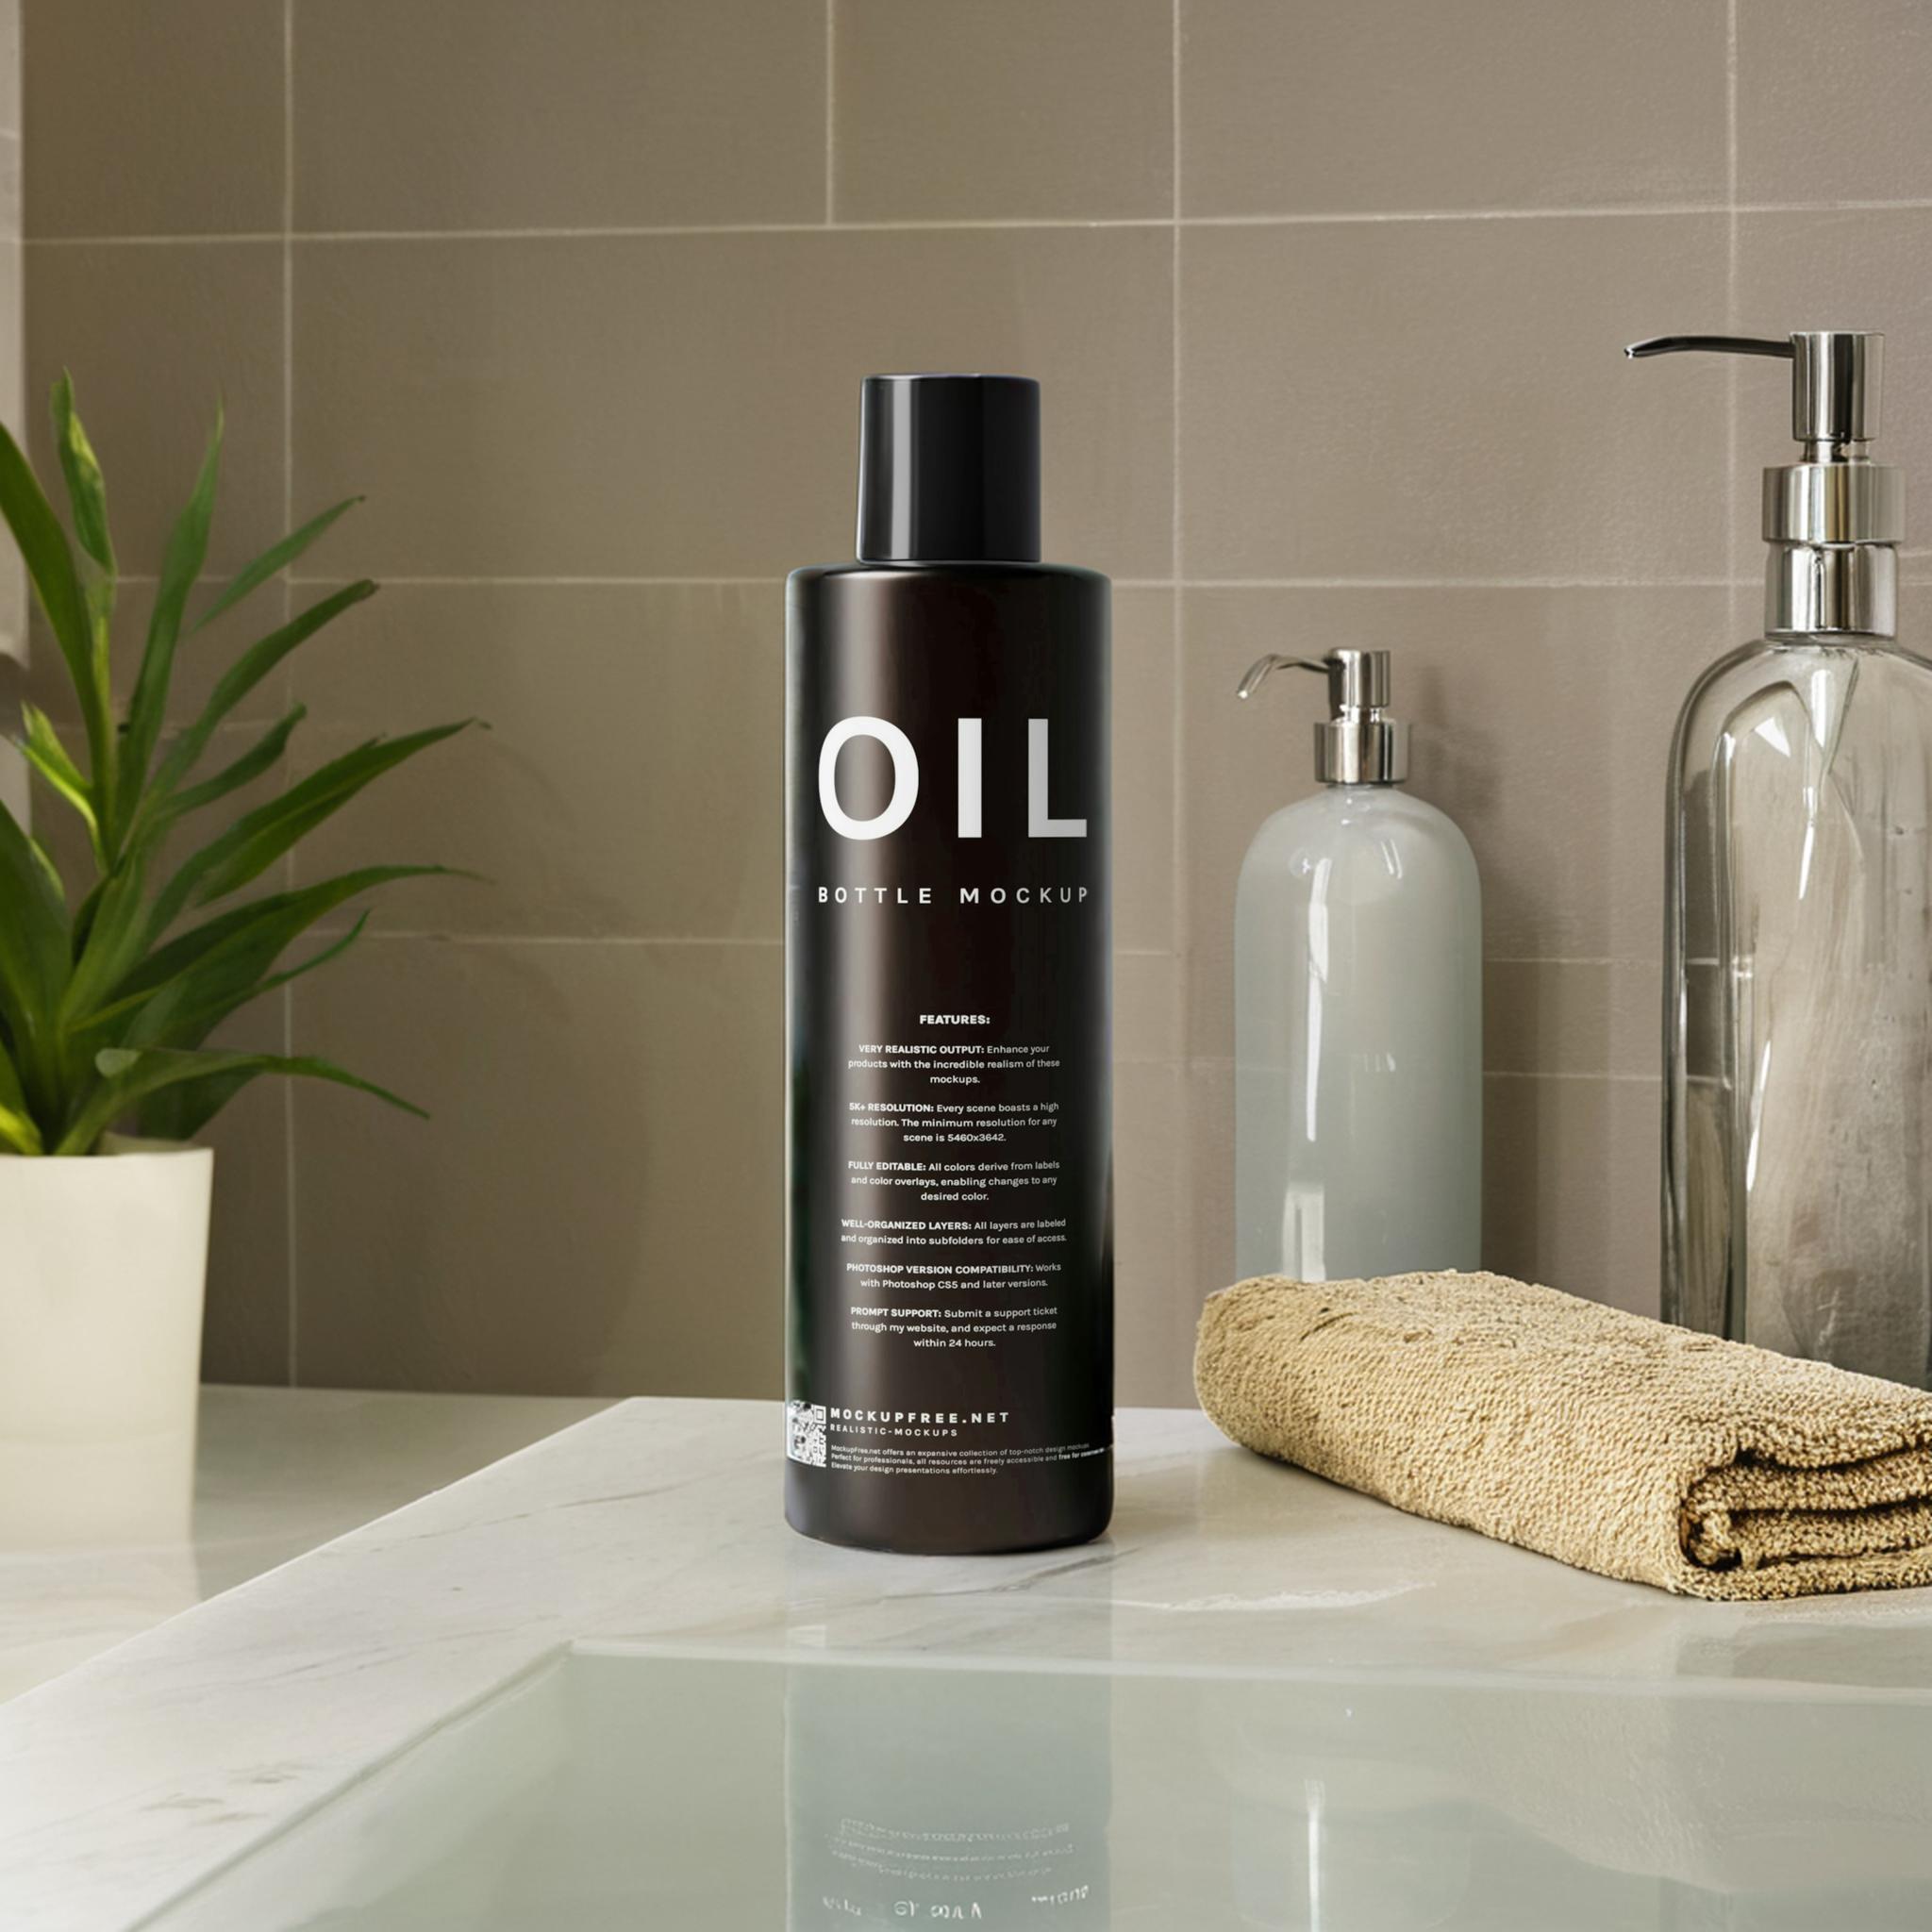 OIL
BOTTLE MOCKUP
FEATURES:
VERY REALISTIC OUTPUT: Enhance your
products with the incredible realism of these
mockups.
5K+ RESOLUTION: Every scene boasts a high
resolution. The minimum resolution for any
scene is 5460x3642.
FULLY EDITABLE: All colors derive from labels
and color overlays, enabling changes to any
desired color.
WELL-ORGANIZED LAYERS: All layers are labeled
and organized into subfolders for ease of access.
PHOTOSHOP VERSION COMPATIBILITY: Works
with Photoshop CS5 and later versions.
PROMPT SUPPORT: Submit a support ticket
through my website, and expect a response
within 24 hours.
MOCKUPFREE.NET
REALISTIC-MOCKUPS
MockupFree.net offers an expansive collection of top-notch design mockups
Perfect for professionals, all resources are freely accessible and free for
Elevate your design presentations effortlessly.